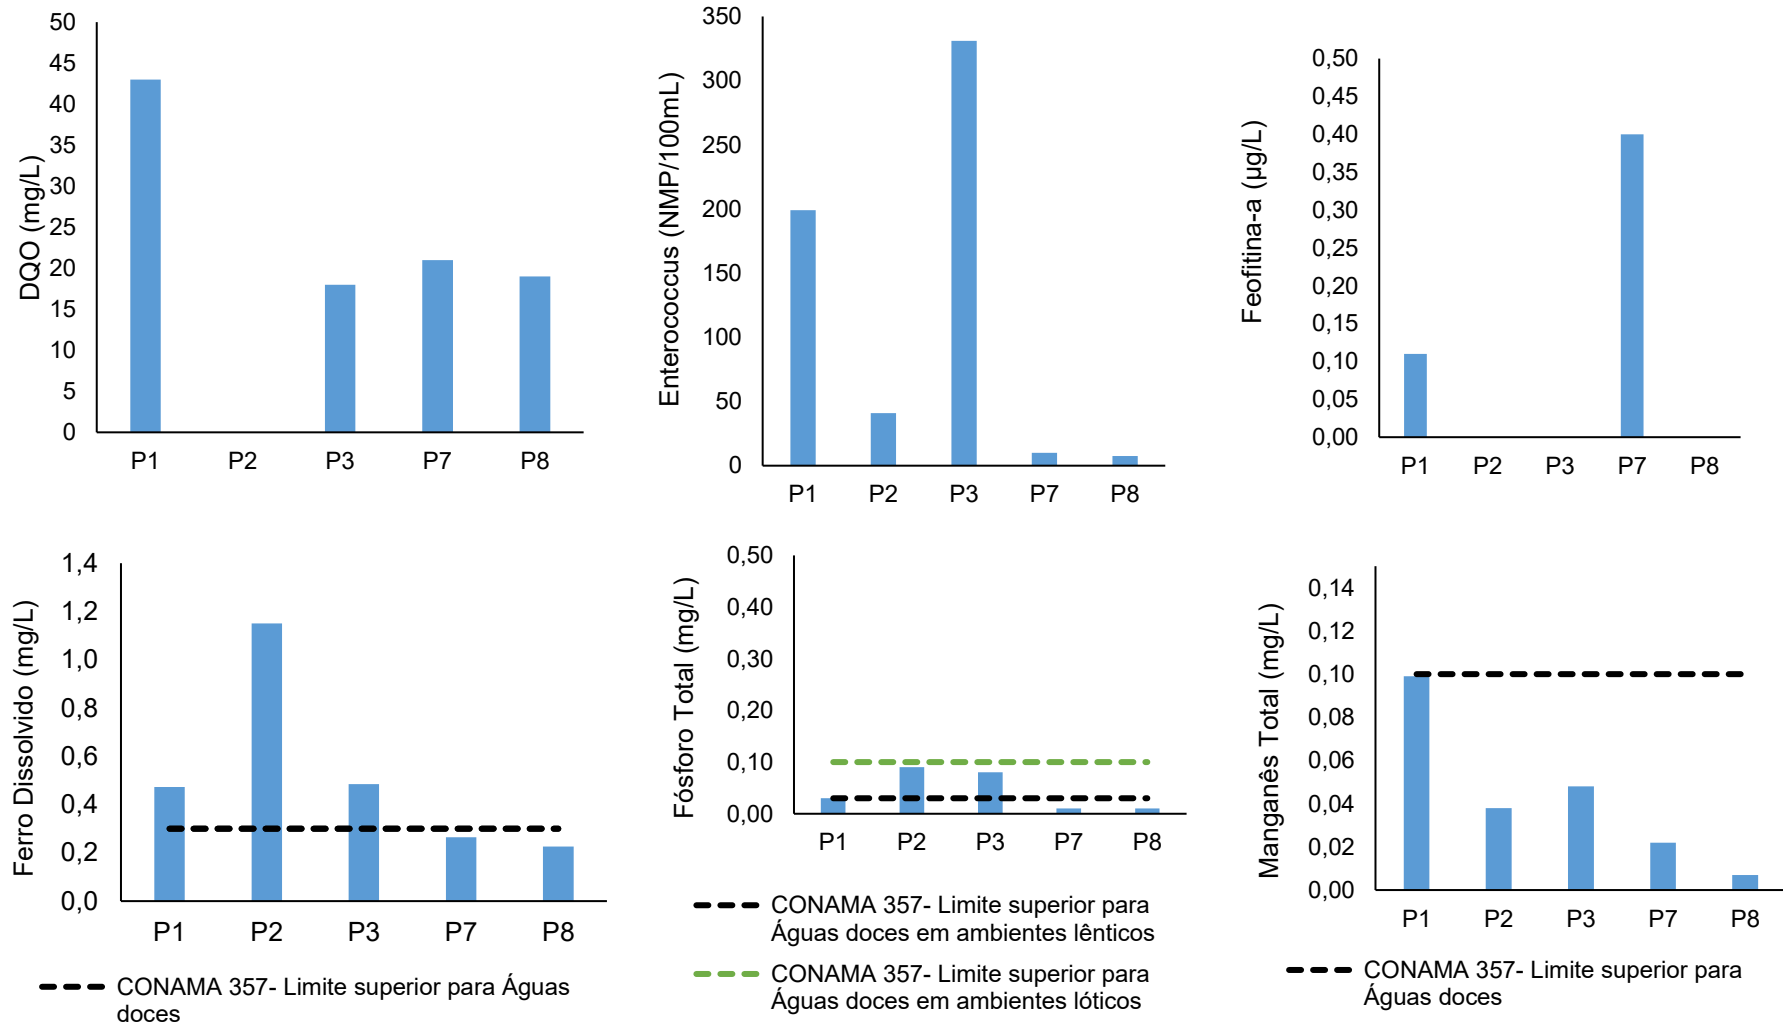 DQO (mg/L)
50
45
40
35
30
25
20
15
10
5
0
P1 P2 P3 P7 P8
Enterococcus (NMP/100mL)
350
300
250
200
150
100
50
0
P1 P2 P3 P7 P8
Feofitina-a (µg/L)
0,50
0,45
0,40
0,35
0,30
0,25
0,20
0,15
0,10
0,05
0,00
P1 P2 P3 P7 P8
Ferro Dissolvido (mg/L)
1,4
1,2
1,0
0,8
0,6
0,4
0,2
0,0
P1 P2 P3 P7 P8
CONAMA 357- Limite superior para Águas
doces
Fósforo Total (mg/L)
0,50
0,40
0,30
0,20
0,10
0,00
P1 P2 P3 P7 P8
CONAMA 357- Limite superior para
Águas doces em ambientes lênticos
CONAMA 357- Limite superior para
Águas doces em ambientes lóticos
Manganês Total (mg/L)
0,14
0,12
0,10
0,08
0,06
0,04
0,02
0,00
P1 P2 P3 P7 P8
CONAMA 357- Limite superior para
Águas doces